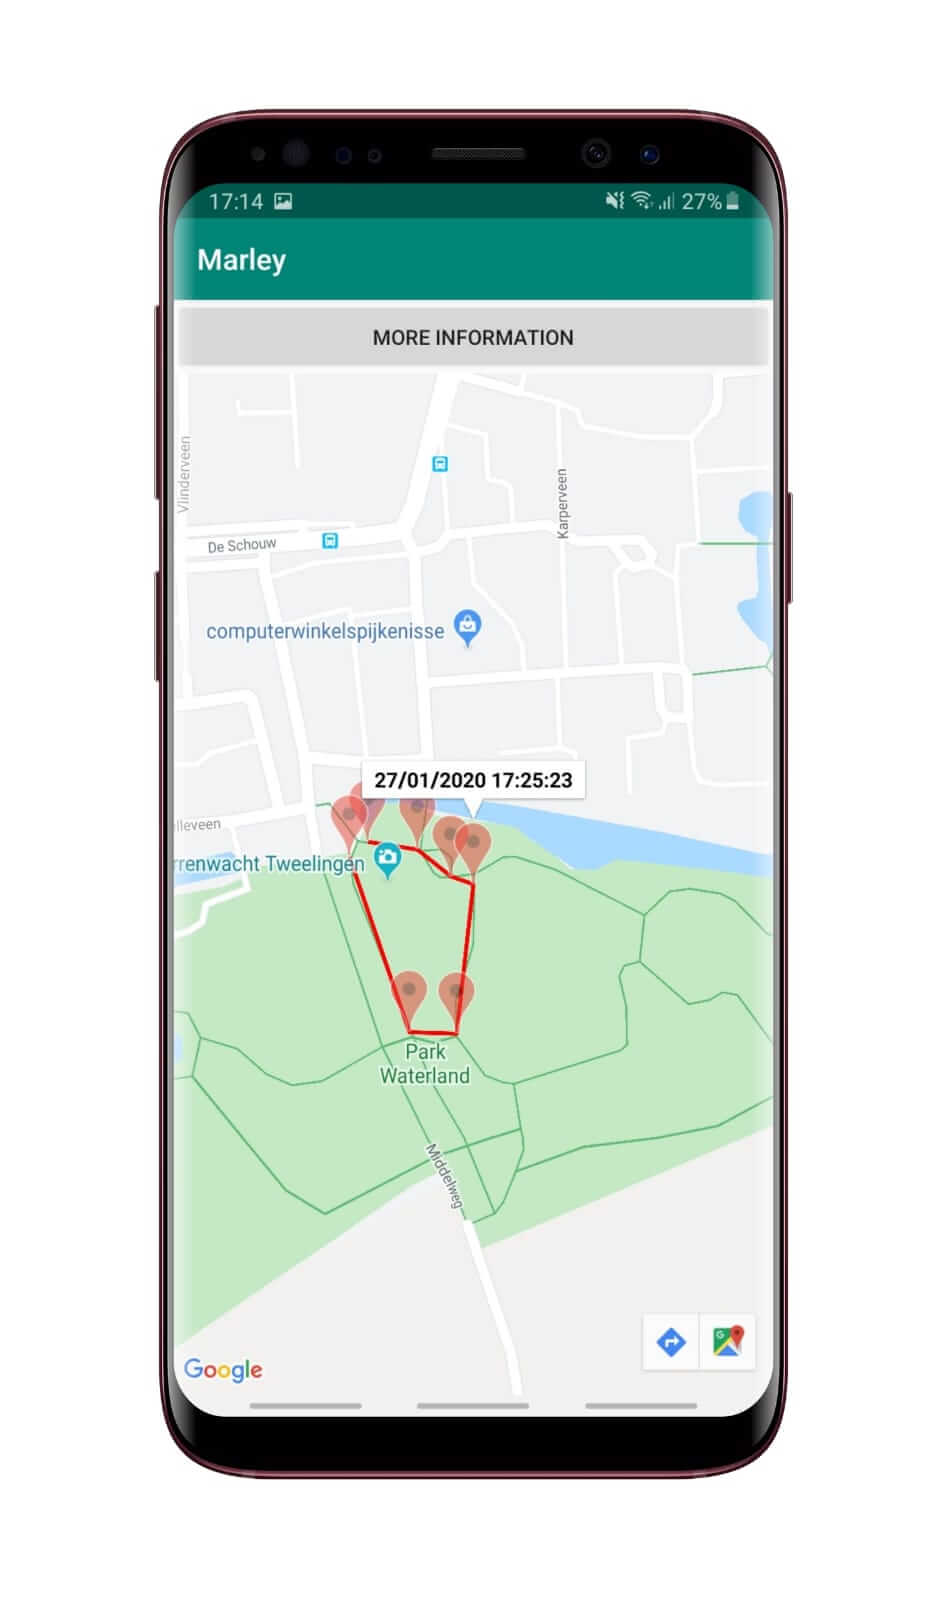 17:14
27%
Marley
MORE INFORMATION
Vlinderveen
Karperveen
De Schouw
computerwinkelspijkenisse
27/01/2020 17:25:23
lleveen
rrenwacht Tweelingen
Park
Waterland
Middelweg
Google